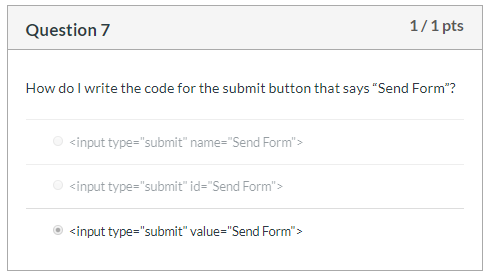 Question 7
1 / 1 pts
How do I write the code for the submit button that says “Send Form”?
<input type="submit" name="Send Form">
<input type="submit" id="Send Form">
<input type="submit" value="Send Form">